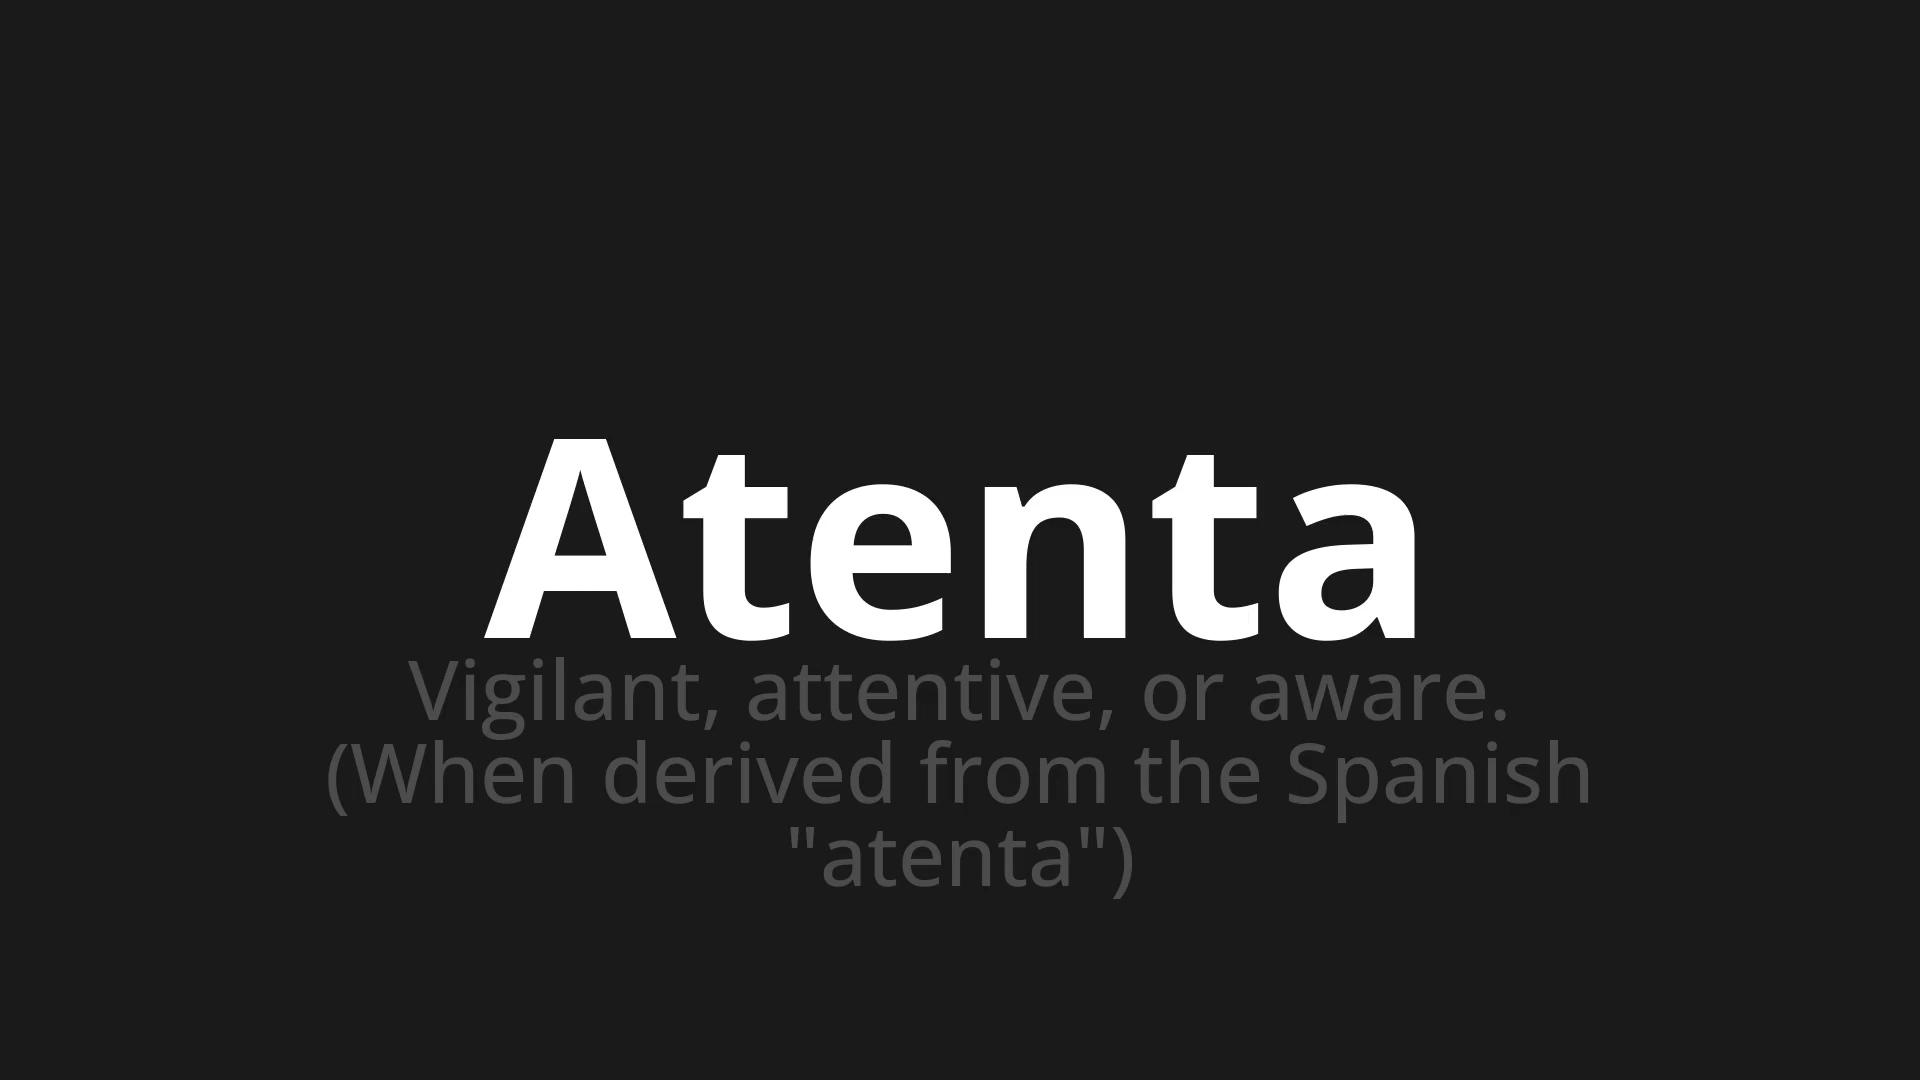 Atenta
Vigilant, attentive, or aware.
(When derived from the Spanish
"atenta")